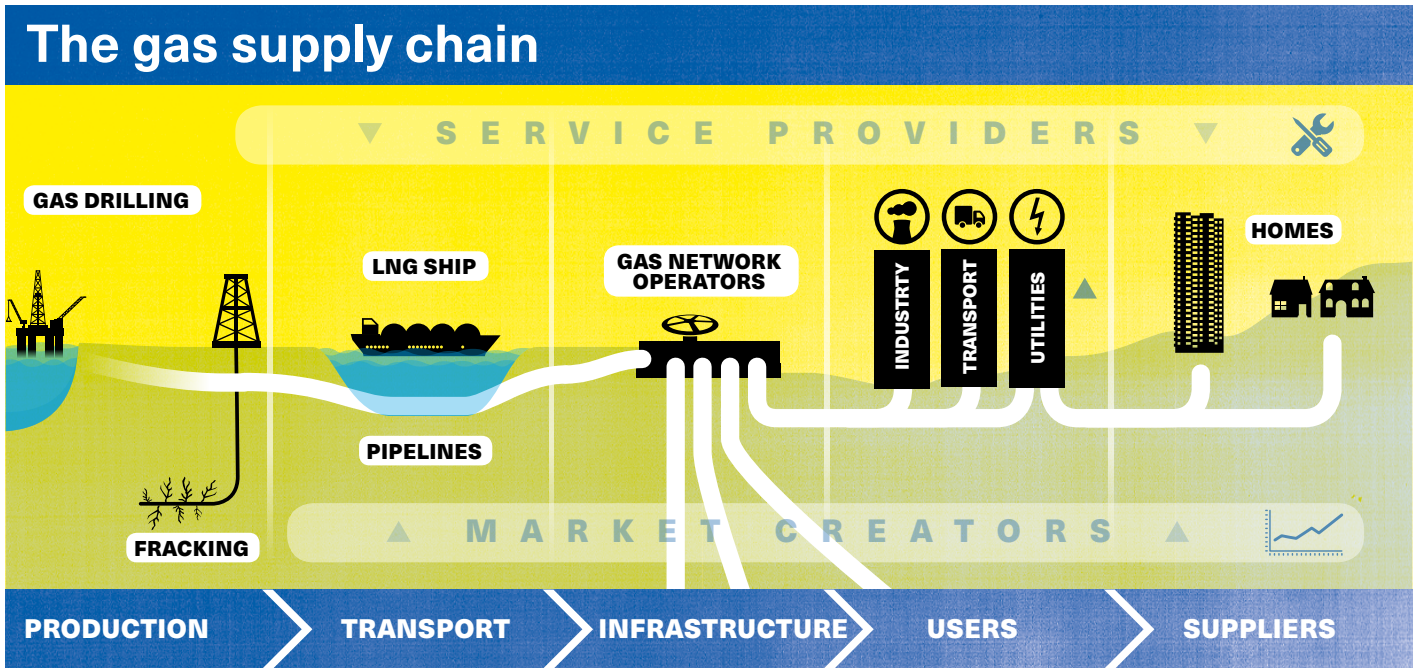 The gas supply chain
SERVICE PROVIDERS
GAS DRILLING
LNG SHIP
GAS NETWORK
OPERATORS
INDUSTRTY
TRANSPORT
UTILITIES
HOMES
PIPELINES
FRACKING
MARKET CREATORS
PRODUCTION
TRANSPORT
INFRASTRUCTURE
USERS
SUPPLIERS